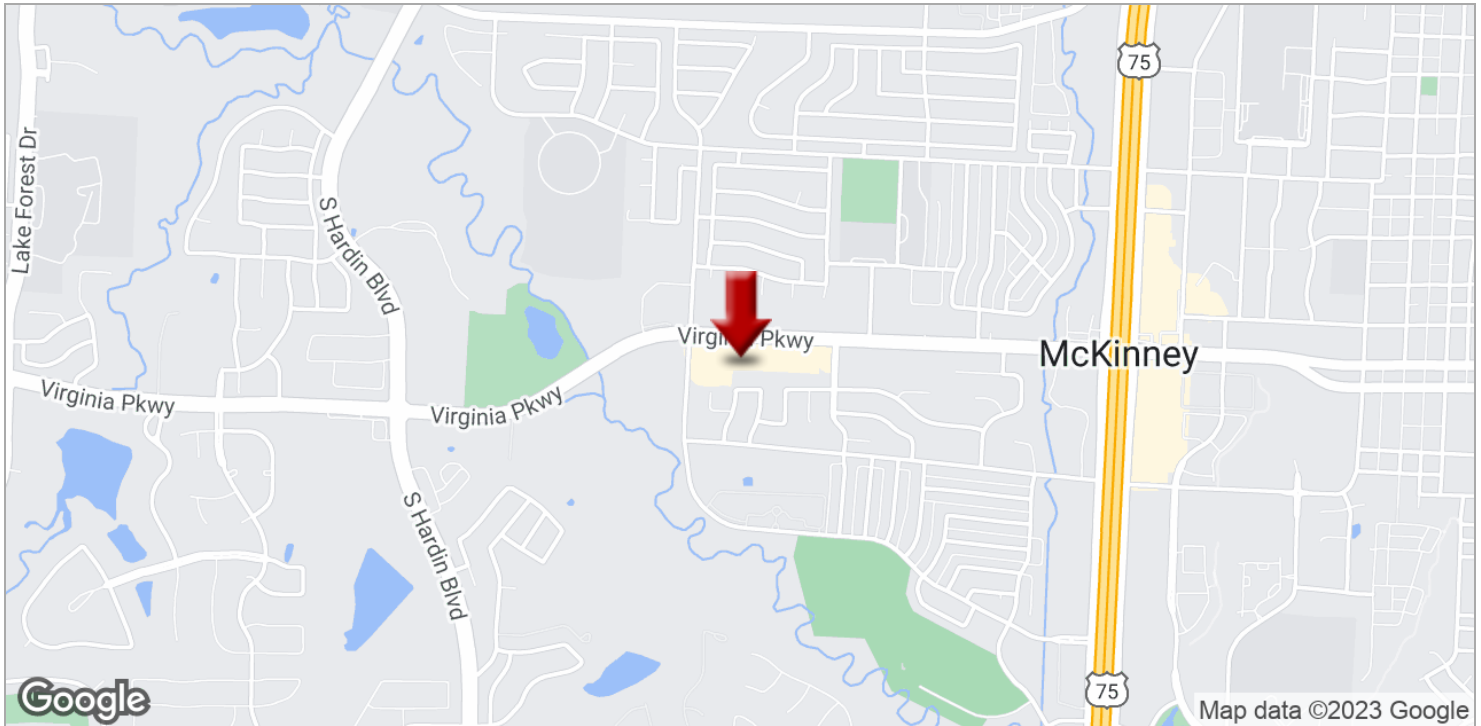 75
Lake Forest Dr
S Hardin Blvd
Virginia Pkwy
McKinney
Virginia Pkwy
Virginia Pkwy
S Hardin Blvd
75
Google
Map data ©2023 Google